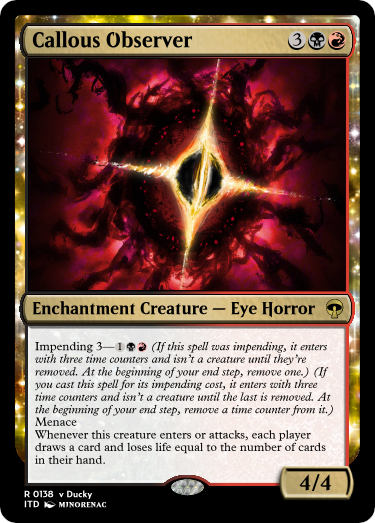 Callous Observer 3
Enchantment Creature — Eye Horror
Impending 3—1 (If this spell was impending, it enters
with three time counters and isn't a creature until they're
removed. At the beginning of your end step, remove one.) (If
you cast this spell for its impending cost, it enters with three
time counters and isn't a creature until the last is removed. At
the beginning of your end step, remove a time counter from it.)
Menace
Whenever this creature enters or attacks, each player
draws a card and loses life equal to the number of cards
in their hand.
4/4
R 0138 v Ducky
ITD MINORENAC